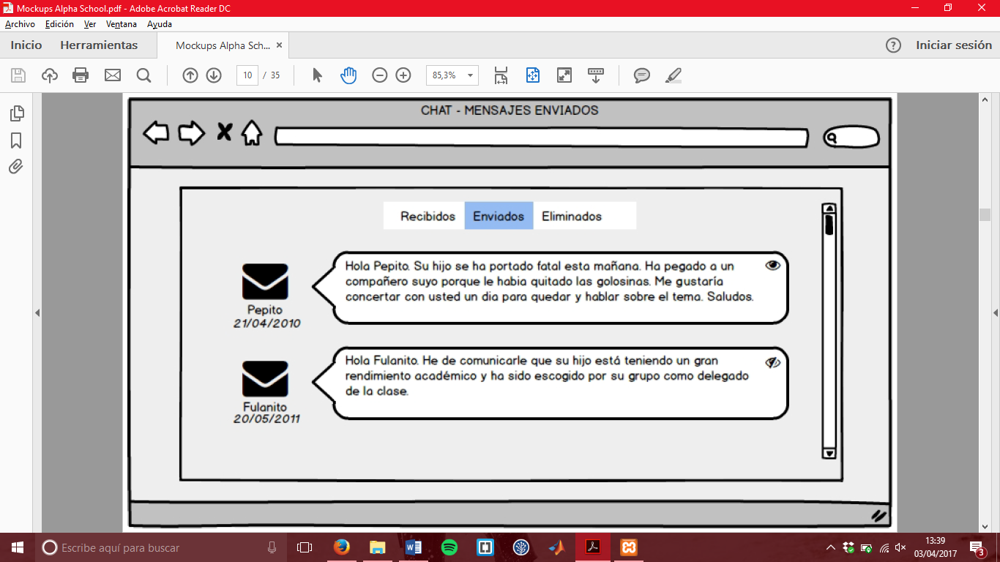 Mockups Alpha School.pdf - Adobe Acrobat Reader DC
Archivo Edición Ver Ventana Ayuda
Inicio Herramientas Mockups Alpha Sch... × ? Iniciar sesión
10 / 35 85,3%
CHAT - MENSAJES ENVIADOS
Recibidos Enviados Eliminados
Hola Pepito. Su hijo se ha portado fatal esta mañana. Ha pegado a un
compañero suyo porque le habia quitado las golosinas. Me gustaría
concertar con usted un dia para quedar y hablar sobre el tema. Saludos.
Pepito
21/04/2010
Hola Fulanito. He de comunicarle que su hijo está teniendo un gran
rendimiento académico y ha sido escogido por su grupo como delegado
de la clase.
Fulanito
20/05/2011
Escribe aquí para buscar
13:39
03/04/2017
3